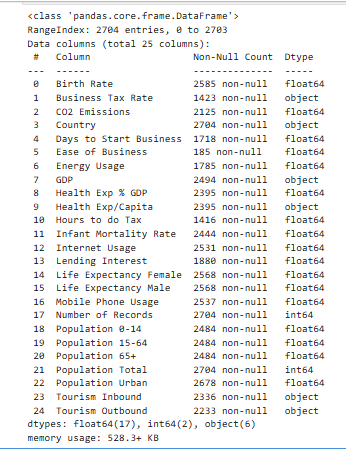 <class 'pandas.core.frame.DataFrame'>
RangeIndex: 2704 entries, 0 to 2703
Data columns (total 25 columns):
 #   Column                  Non-Null Count  Dtype
---  ------                  --------------  -----
 0   Birth Rate              2585 non-null   float64
 1   Business Tax Rate       1423 non-null   object
 2   CO2 Emissions           2125 non-null   float64
 3   Country                 2704 non-null   object
 4   Days to Start Business  1718 non-null   float64
 5   Ease of Business        185 non-null    float64
 6   Energy Usage            1785 non-null   float64
 7   GDP                     2494 non-null   object
 8   Health Exp % GDP        2395 non-null   float64
 9   Health Exp/Capita       2395 non-null   object
 10  Hours to do Tax         1416 non-null   float64
 11  Infant Mortality Rate   2444 non-null   float64
 12  Internet Usage          2531 non-null   float64
 13  Lending Interest        1880 non-null   float64
 14  Life Expectancy Female  2568 non-null   float64
 15  Life Expectancy Male    2568 non-null   float64
 16  Mobile Phone Usage      2537 non-null   float64
 17  Number of Records       2704 non-null   int64
 18  Population 0-14         2484 non-null   float64
 19  Population 15-64        2484 non-null   float64
 20  Population 65+          2484 non-null   float64
 21  Population Total        2704 non-null   int64
 22  Population Urban        2678 non-null   float64
 23  Tourism Inbound         2336 non-null   object
 24  Tourism Outbound        2233 non-null   object
dtypes: float64(17), int64(2), object(6)
memory usage: 528.3+ KB